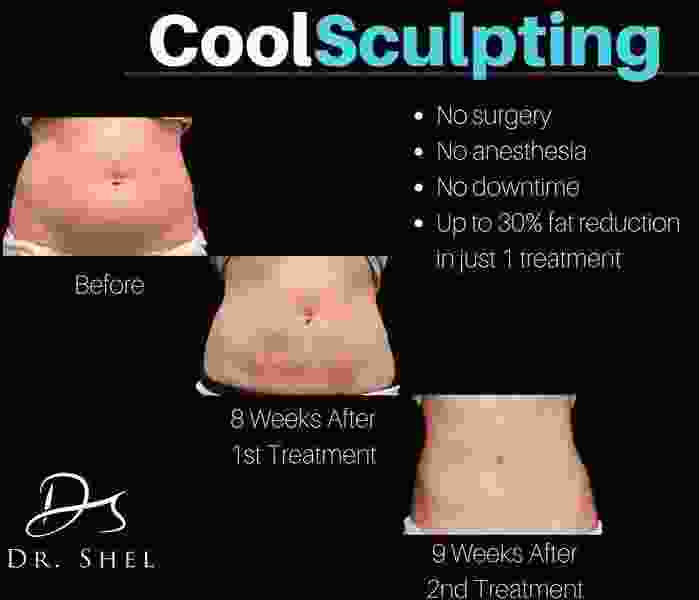 CoolSculpting
• No surgery
• No anesthesia
• No downtime
• Up to 30% fat reduction
in just 1 treatment
Before
8 Weeks After
1st Treatment
9 Weeks After
2nd Treatment
DS
DR. SHEL